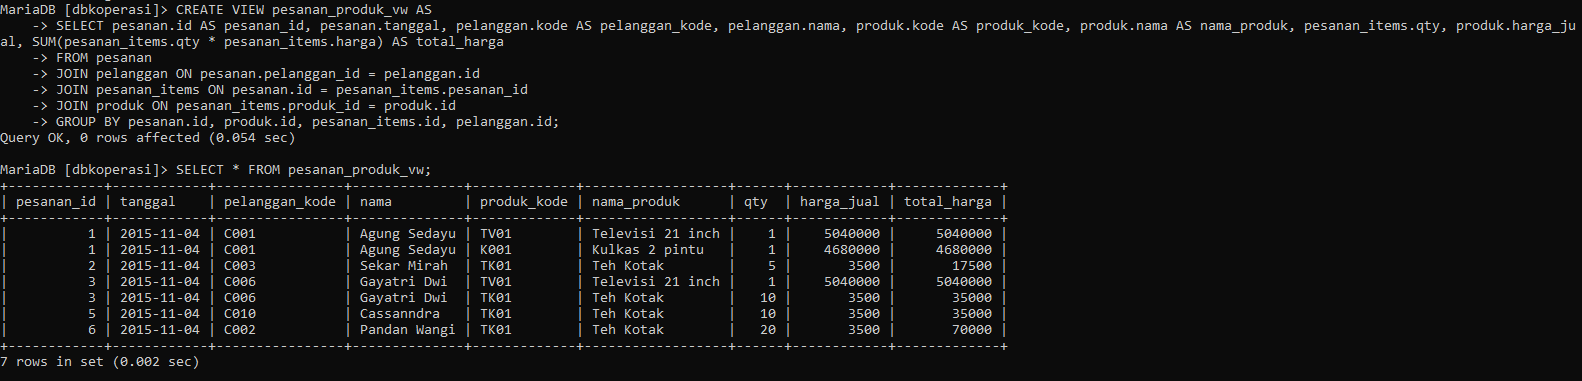 MariaDB [dbkoperasi]> CREATE VIEW pesanan_produk_vw AS
    -> SELECT pesanan.id AS pesanan_id, pesanan.tanggal, pelanggan.kode AS pelanggan_kode, pelanggan.nama, produk.kode AS produk_kode, produk.nama AS nama_produk, pesanan_items.qty, produk.harga_ju
al, SUM(pesanan_items.qty * pesanan_items.harga) AS total_harga
    -> FROM pesanan
    -> JOIN pelanggan ON pesanan.pelanggan_id = pelanggan.id
    -> JOIN pesanan_items ON pesanan.id = pesanan_items.pesanan_id
    -> JOIN produk ON pesanan_items.produk_id = produk.id
    -> GROUP BY pesanan.id, produk.id, pesanan_items.id, pelanggan.id;
Query OK, 0 rows affected (0.054 sec)

MariaDB [dbkoperasi]> SELECT * FROM pesanan_produk_vw;
+------------+------------+----------------+--------------+-------------+------------------+------+------------+-------------+
| pesanan_id | tanggal    | pelanggan_kode | nama         | produk_kode | nama_produk      | qty  | harga_jual | total_harga |
+------------+------------+----------------+--------------+-------------+------------------+------+------------+-------------+
|          1 | 2015-11-04 | C001           | Agung Sedayu | TV01        | Televisi 21 inch |    1 |    5040000 |     5040000 |
|          1 | 2015-11-04 | C001           | Agung Sedayu | K001        | Kulkas 2 pintu   |    1 |    4680000 |     4680000 |
|          2 | 2015-11-04 | C003           | Sekar Mirah  | TK01        | Teh Kotak        |    5 |       3500 |       17500 |
|          3 | 2015-11-04 | C006           | Gayatri Dwi  | TV01        | Televisi 21 inch |    1 |    5040000 |     5040000 |
|          3 | 2015-11-04 | C006           | Gayatri Dwi  | TK01        | Teh Kotak        |   10 |       3500 |       35000 |
|          5 | 2015-11-04 | C010           | Cassanndra   | TK01        | Teh Kotak        |   10 |       3500 |       35000 |
|          6 | 2015-11-04 | C002           | Pandan Wangi | TK01        | Teh Kotak        |   20 |       3500 |       70000 |
+------------+------------+----------------+--------------+-------------+------------------+------+------------+-------------+
7 rows in set (0.002 sec)